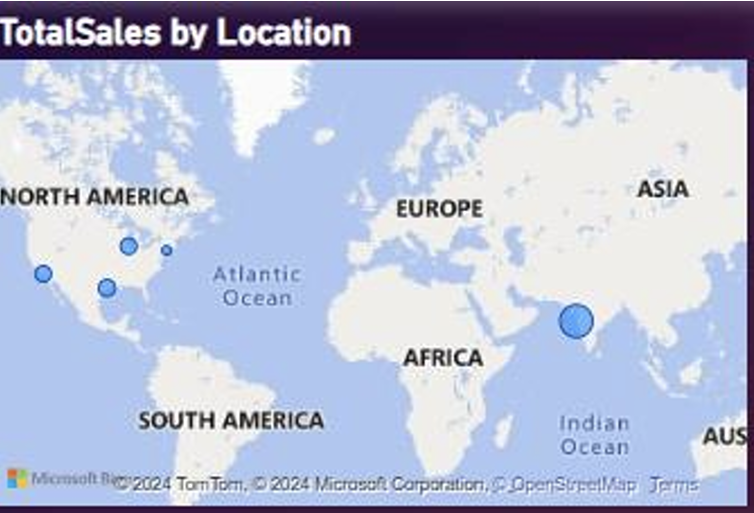 TotalSales by Location
NORTH AMERICA
EUROPE
ASIA
Atlantic
Ocean
AFRICA
SOUTH AMERICA
Indian
Ocean
AUS
Microsoft
© 2024 TomTom, © 2024 Microsoft Corporation, © OpenStreetMap Terms